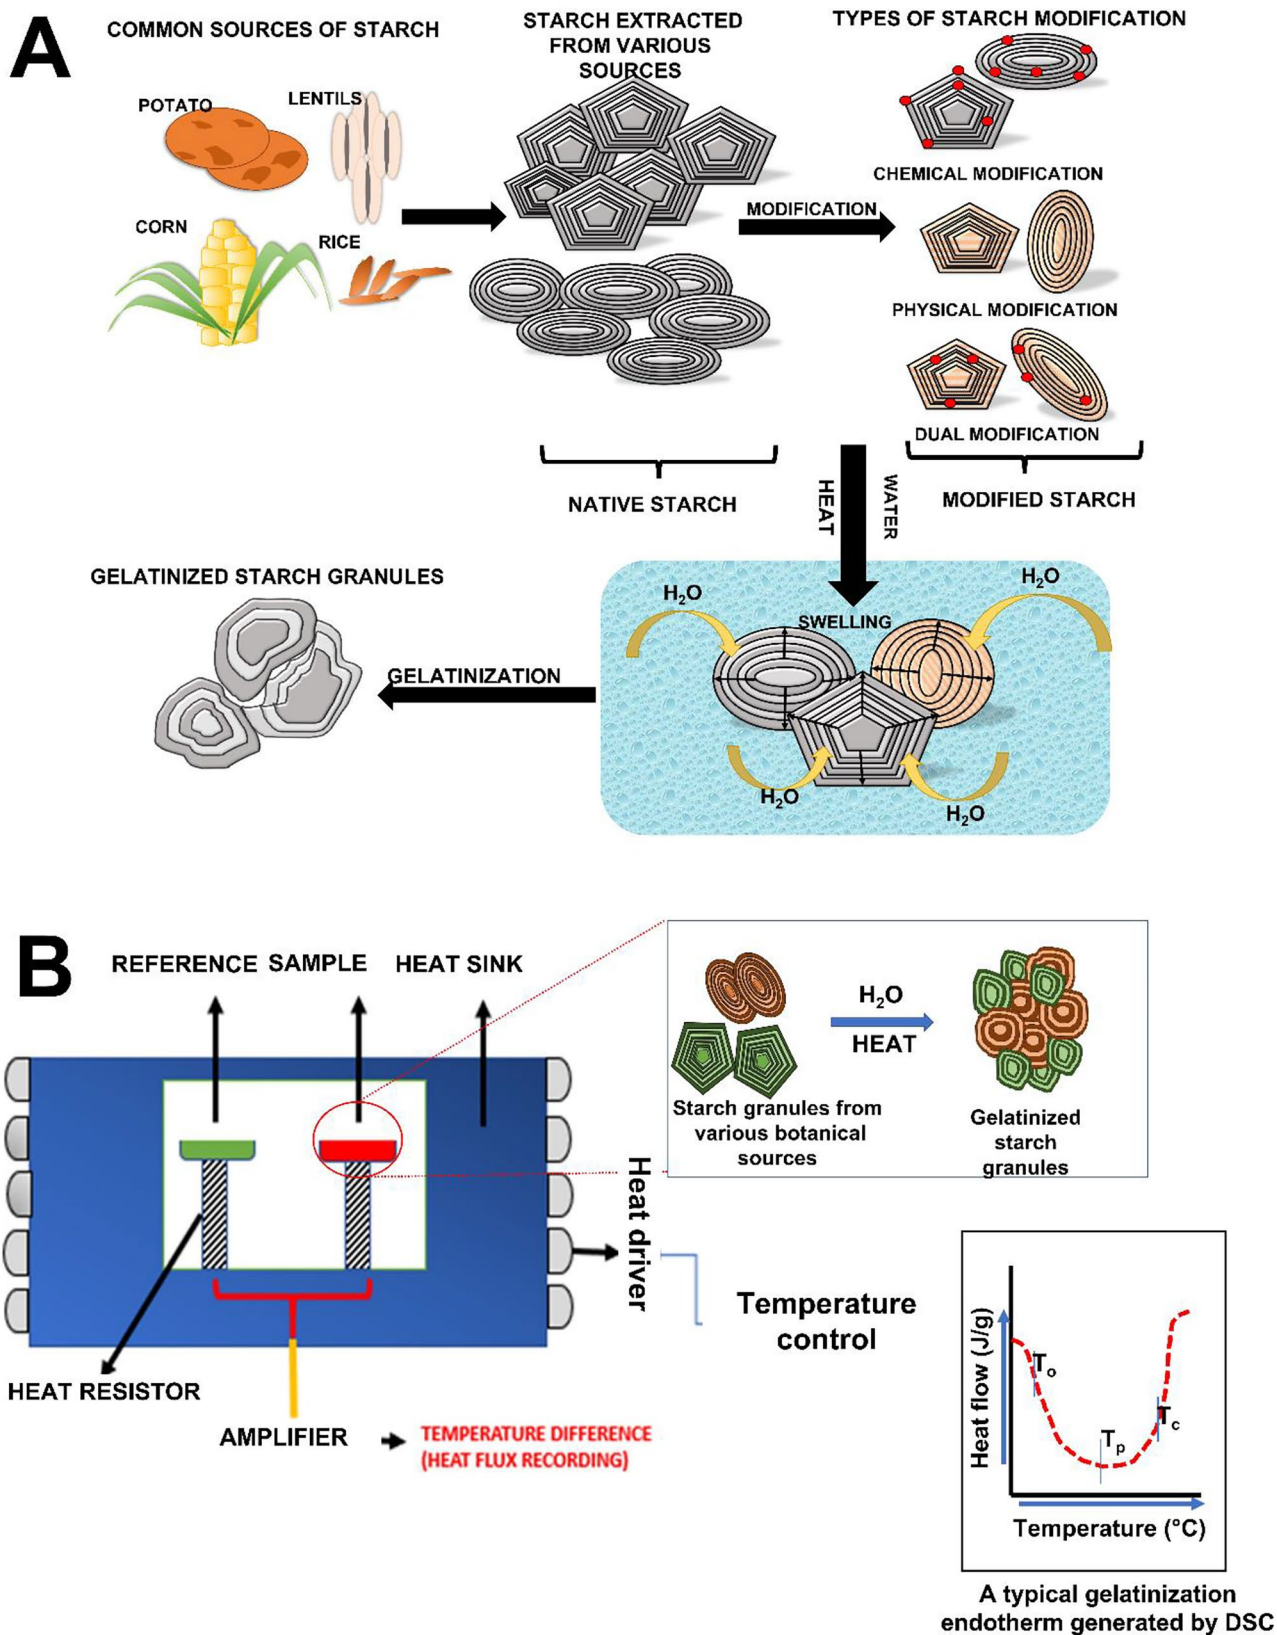 A
COMMON SOURCES OF STARCH
POTATO
LENTILS
CORN
RICE
STARCH EXTRACTED
FROM VARIOUS
SOURCES
MODIFICATION
TYPES OF STARCH MODIFICATION
CHEMICAL MODIFICATION
PHYSICAL MODIFICATION
DUAL MODIFICATION
NATIVE STARCH
MODIFIED STARCH
HEAT
WATER
GELATINIZED STARCH GRANULES
GELATINIZATION
SWELLING
H₂O
H₂O
H₂O
H₂O
B
REFERENCE
SAMPLE
HEAT SINK
H₂O
HEAT
Starch granules from
various botanical
sources
Gelatinized
starch
granules
Heat driver
Temperature
control
HEAT RESISTOR
AMPLIFIER
TEMPERATURE DIFFERENCE
(HEAT FLUX RECORDING)
Heat flow (J/g)
Tₒ
Tₚ
T꜀
Temperature (°C)
A typical gelatinization
endotherm generated by DSC